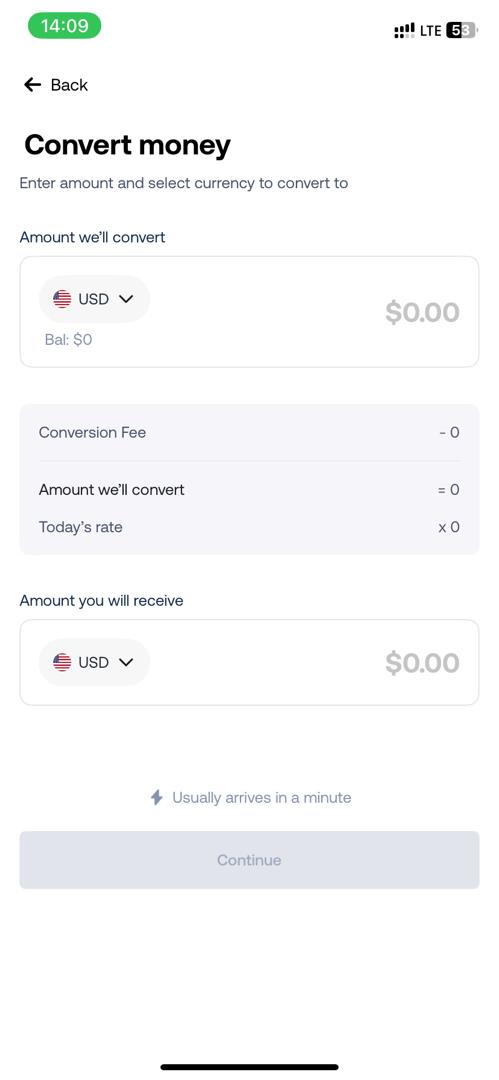 14:09
LTE 53
Back
Convert money
Enter amount and select currency to convert to
Amount we’ll convert
USD
$0.00
Bal: $0
Conversion Fee - 0
Amount we’ll convert = 0
Today’s rate x 0
Amount you will receive
USD $0.00
Usually arrives in a minute
Continue